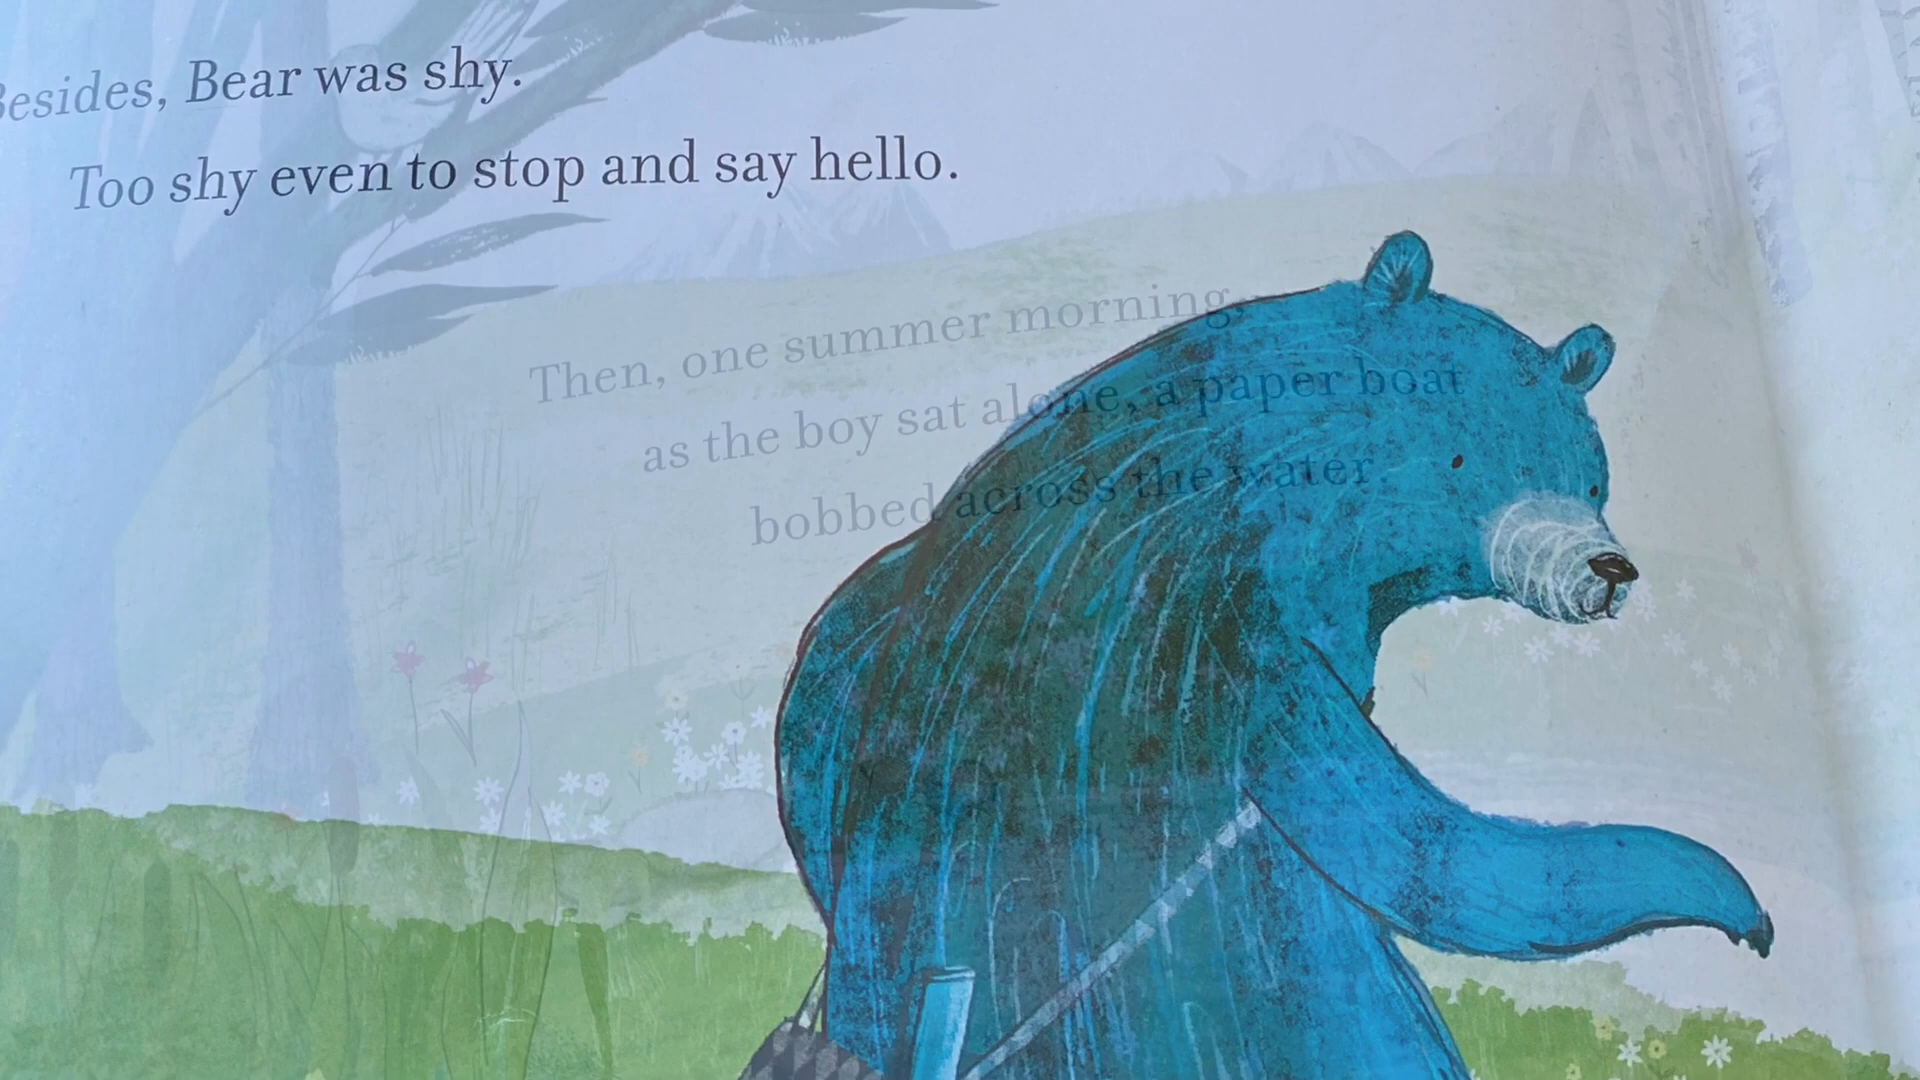 Besides, Bear was shy.
Too shy even to stop and say hello.
Then, one summer morning,
as the boy sat alone, a paper boat
bobbed across the water.